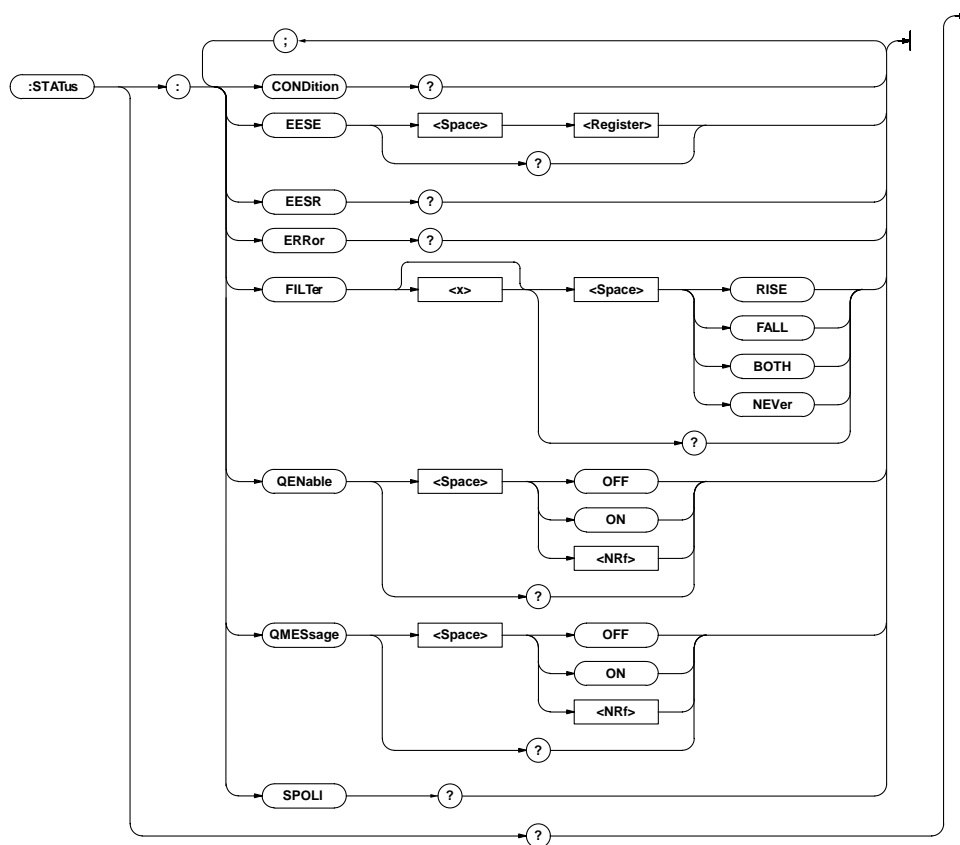 ;
:STATus : CONDition ?
EESE <Space> <Register>
?
EESR ?
ERRor ?
FILTer <x> <Space> RISE
FALL
BOTH
NEVer
?
QENable <Space> OFF
ON
<NRf>
?
QMESsage <Space> OFF
ON
<NRf>
?
SPOLl ?
?